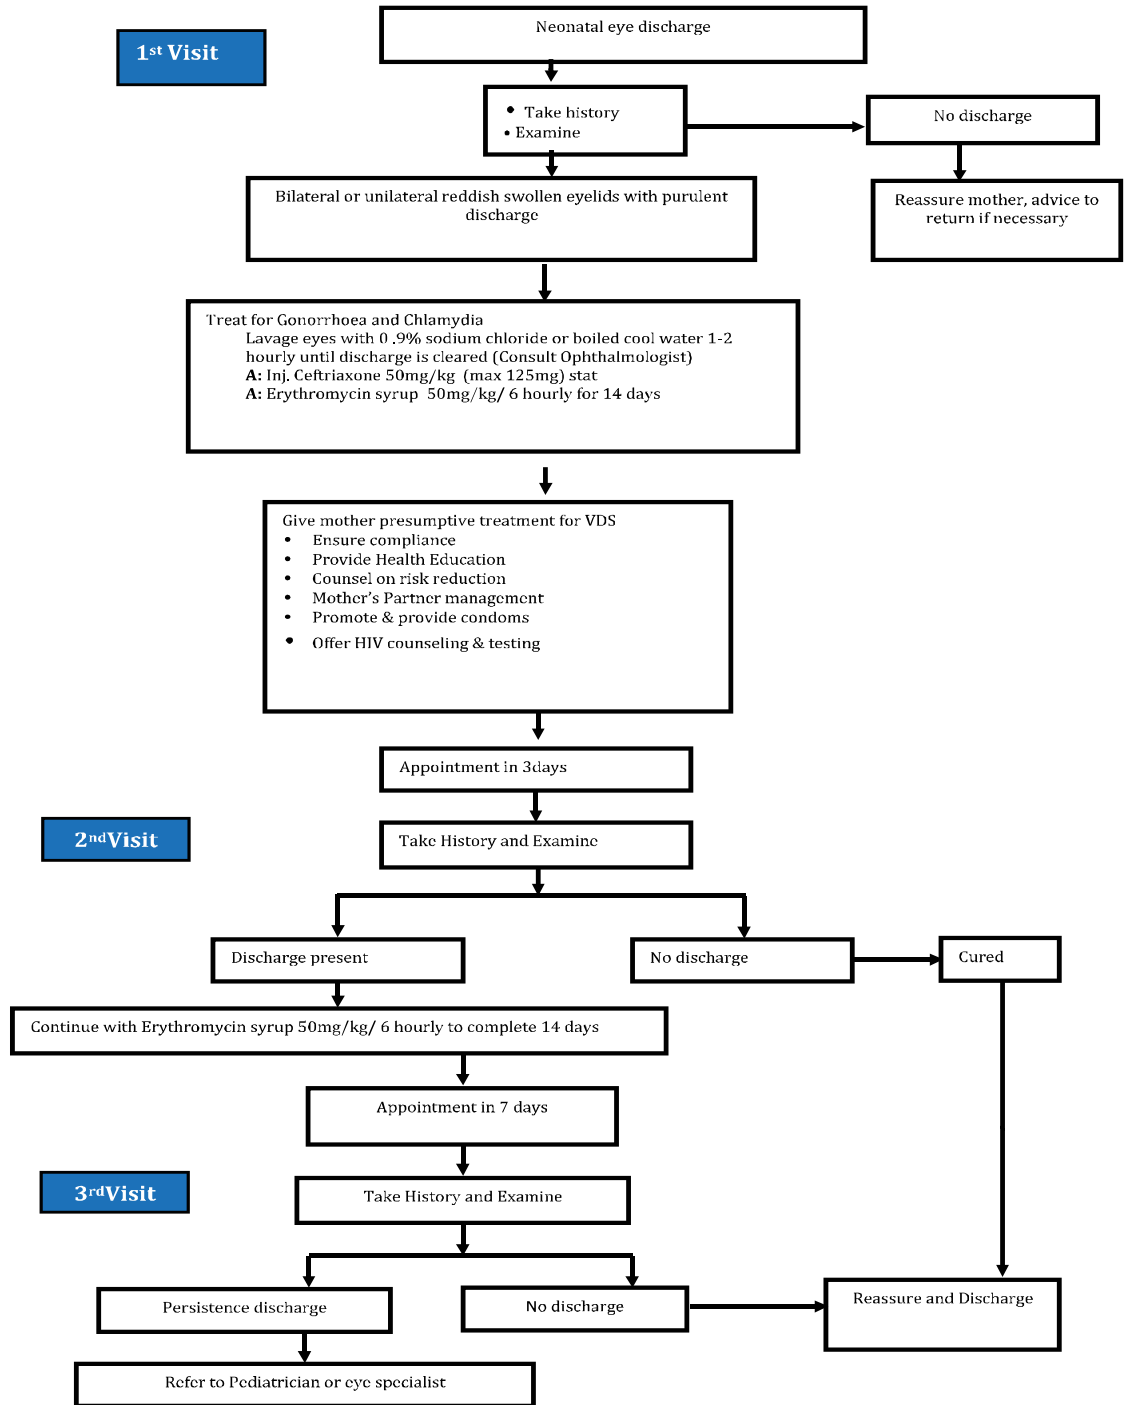 1st Visit
Neonatal eye discharge
• Take history
• Examine
No discharge
Reassure mother, advice to
return if necessary
Bilateral or unilateral reddish swollen eyelids with purulent
discharge
Treat for Gonorrhoea and Chlamydia
Lavage eyes with 0 .9% sodium chloride or boiled cool water 1-2
hourly until discharge is cleared (Consult Ophthalmologist)
A: Inj. Ceftriaxone 50mg/kg (max 125mg) stat
A: Erythromycin syrup 50mg/kg/ 6 hourly for 14 days
Give mother presumptive treatment for VDS
• Ensure compliance
• Provide Health Education
• Counsel on risk reduction
• Mother's Partner management
• Promote & provide condoms
• Offer HIV counseling & testing
Appointment in 3days
2nd Visit
Take History and Examine
Discharge present
No discharge
Cured
Continue with Erythromycin syrup 50mg/kg/ 6 hourly to complete 14 days
Appointment in 7 days
3rd Visit
Take History and Examine
Persistence discharge
No discharge
Reassure and Discharge
Refer to Pediatrician or eye specialist